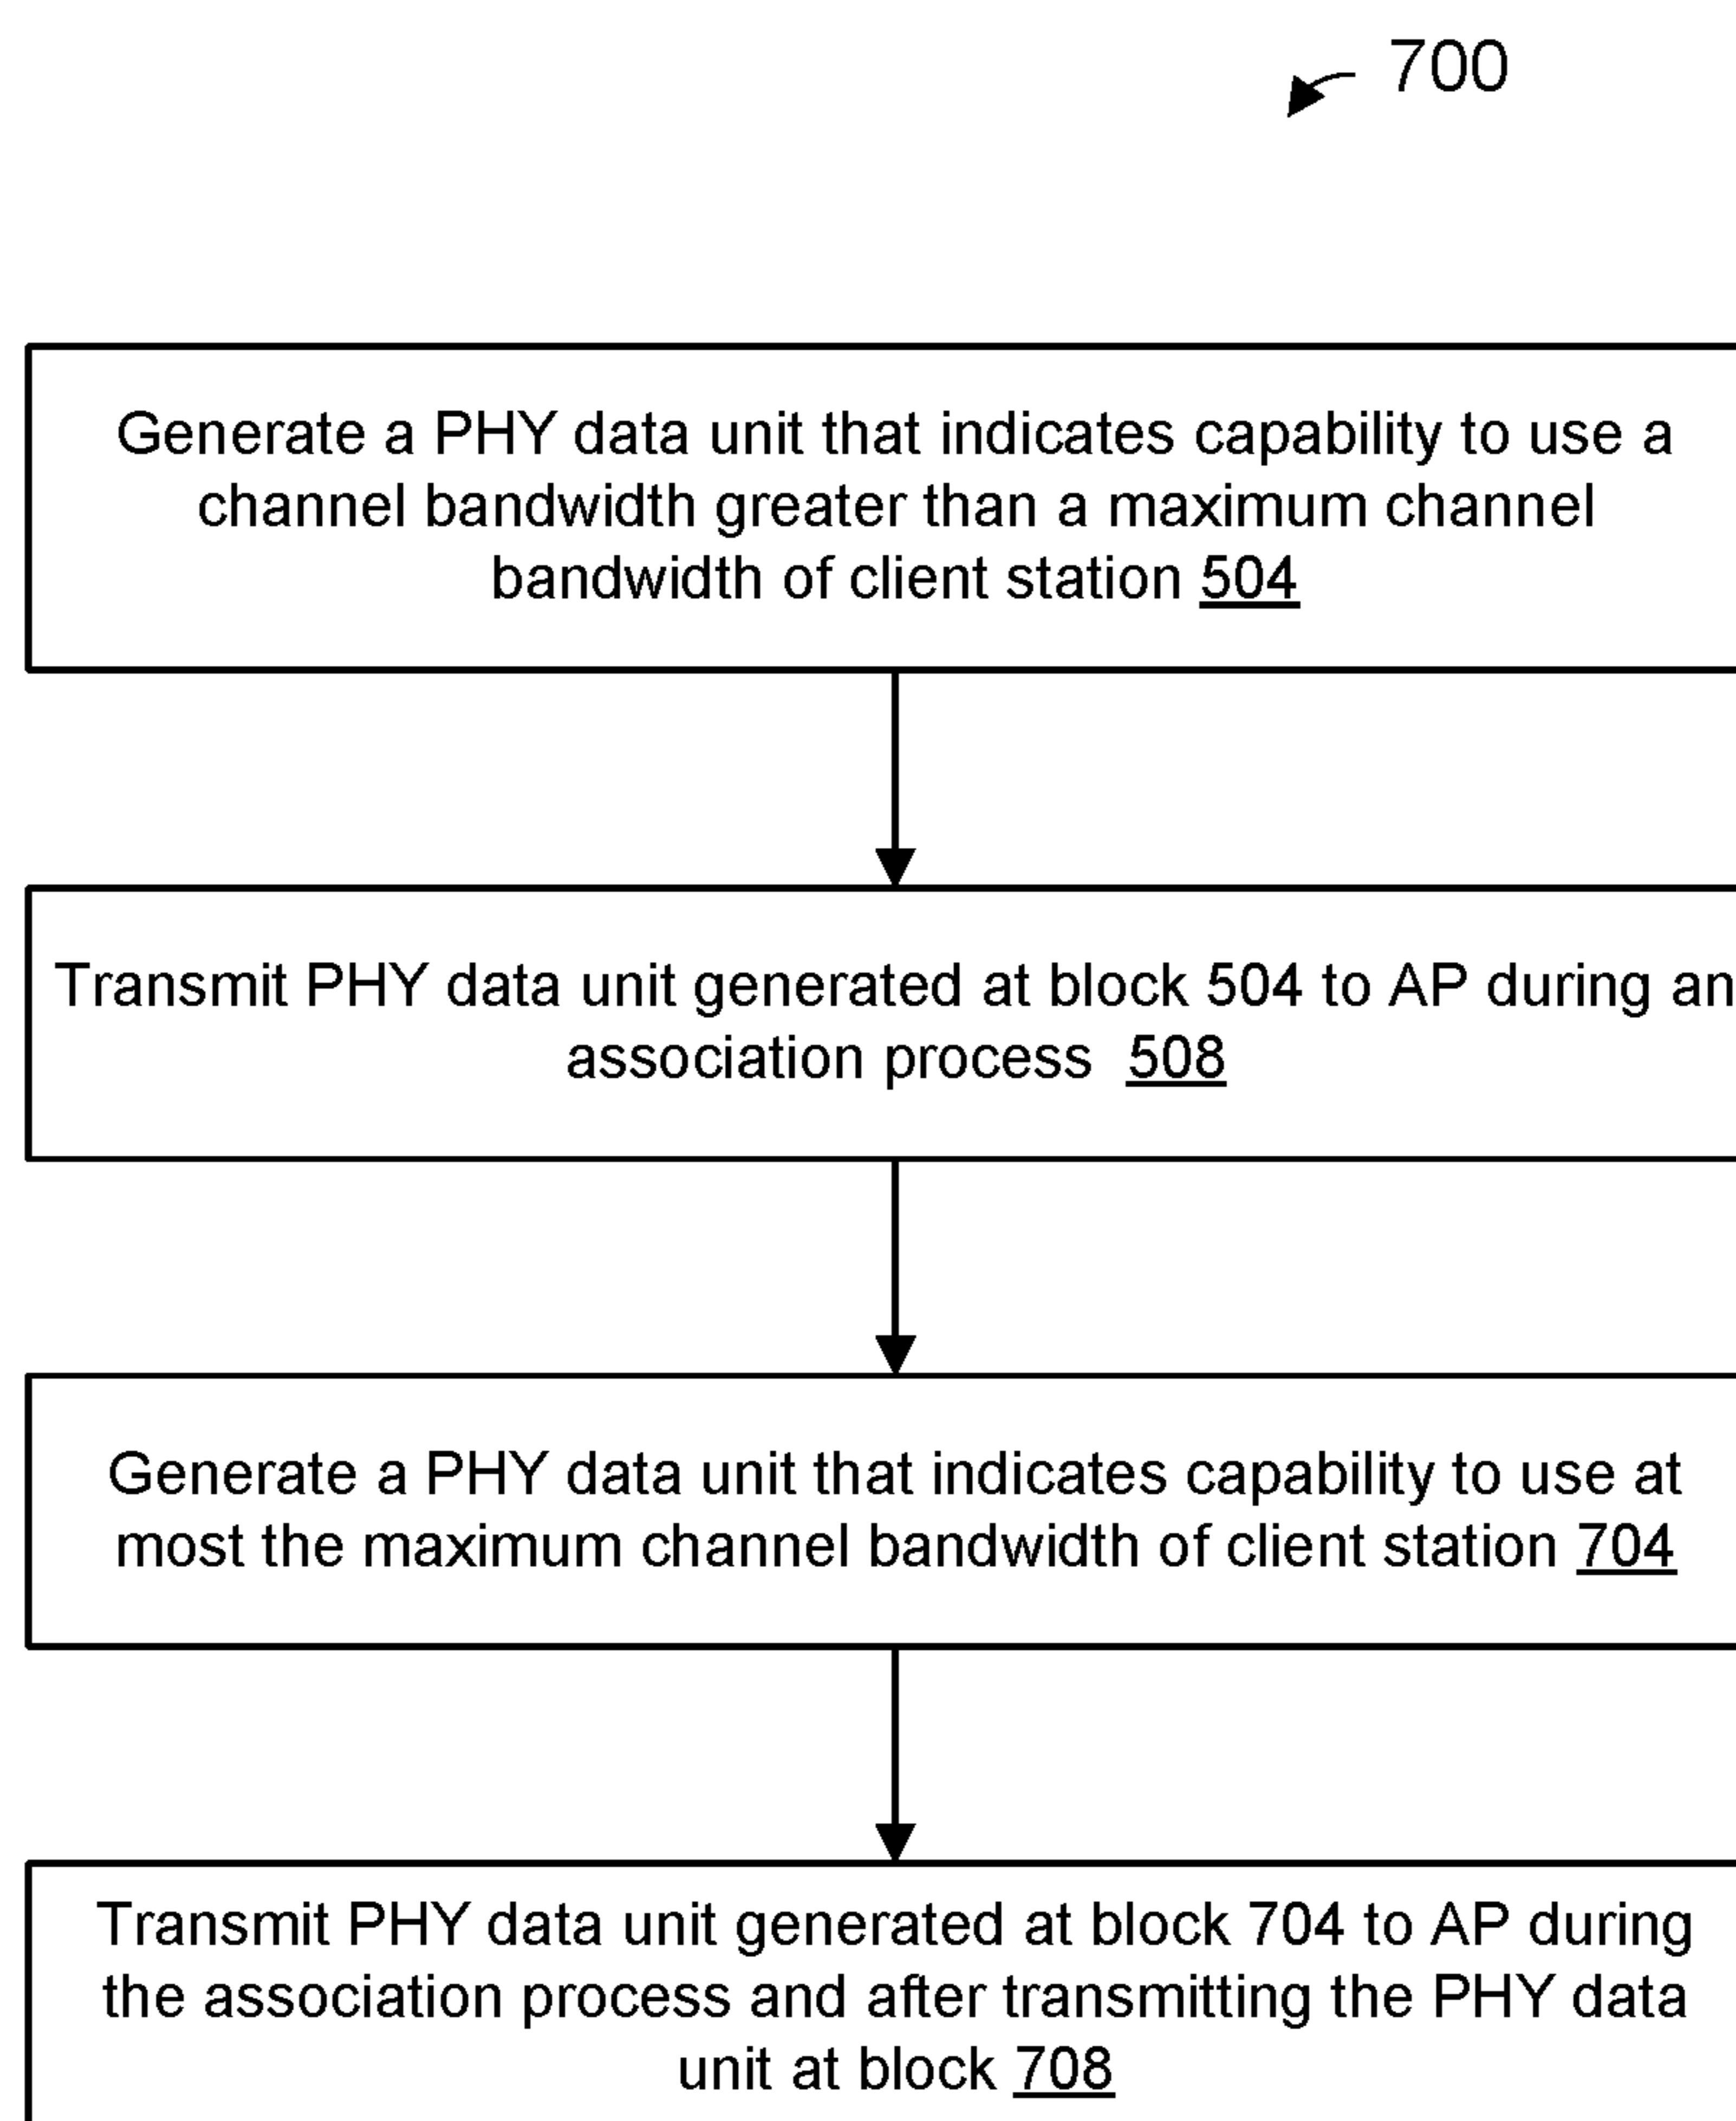 700
Generate a PHY data unit that indicates capability to use a
channel bandwidth greater than a maximum channel
bandwidth of client station 504
Transmit PHY data unit generated at block 504 to AP during an
association process 508
Generate a PHY data unit that indicates capability to use at
most the maximum channel bandwidth of client station 704
Transmit PHY data unit generated at block 704 to AP during
the association process and after transmitting the PHY data
unit at block 708